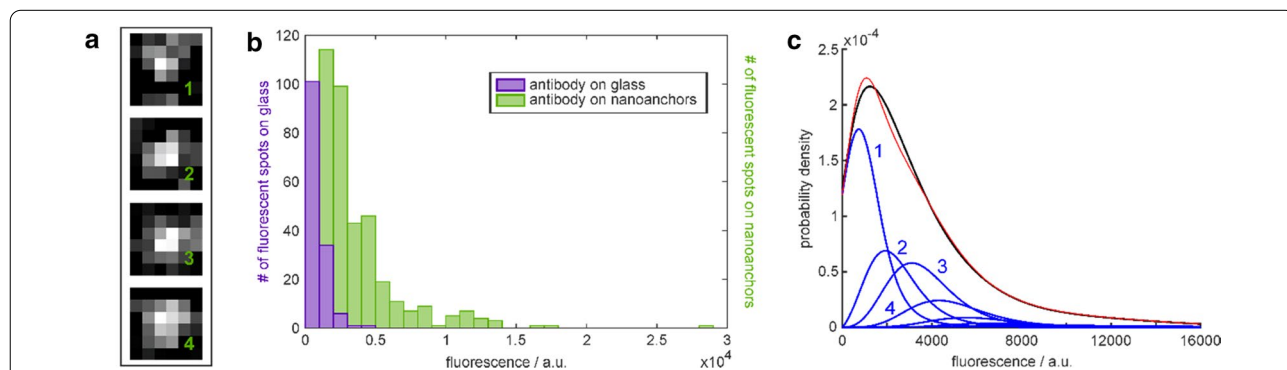 a
1
2
3
4
b
# of fluorescent spots on glass
120
100
80
60
40
20
0
antibody on glass
antibody on nanoanchors
# of fluorescent spots on nanoanchors
0 0.5 1 1.5 2 2.5 3
×10⁴
fluorescence / a.u.
c
×10⁻⁴
probability density
2.5
2
1.5
1
0.5
0
1
2
3
4
0 4000 8000 12000 16000
fluorescence / a.u.